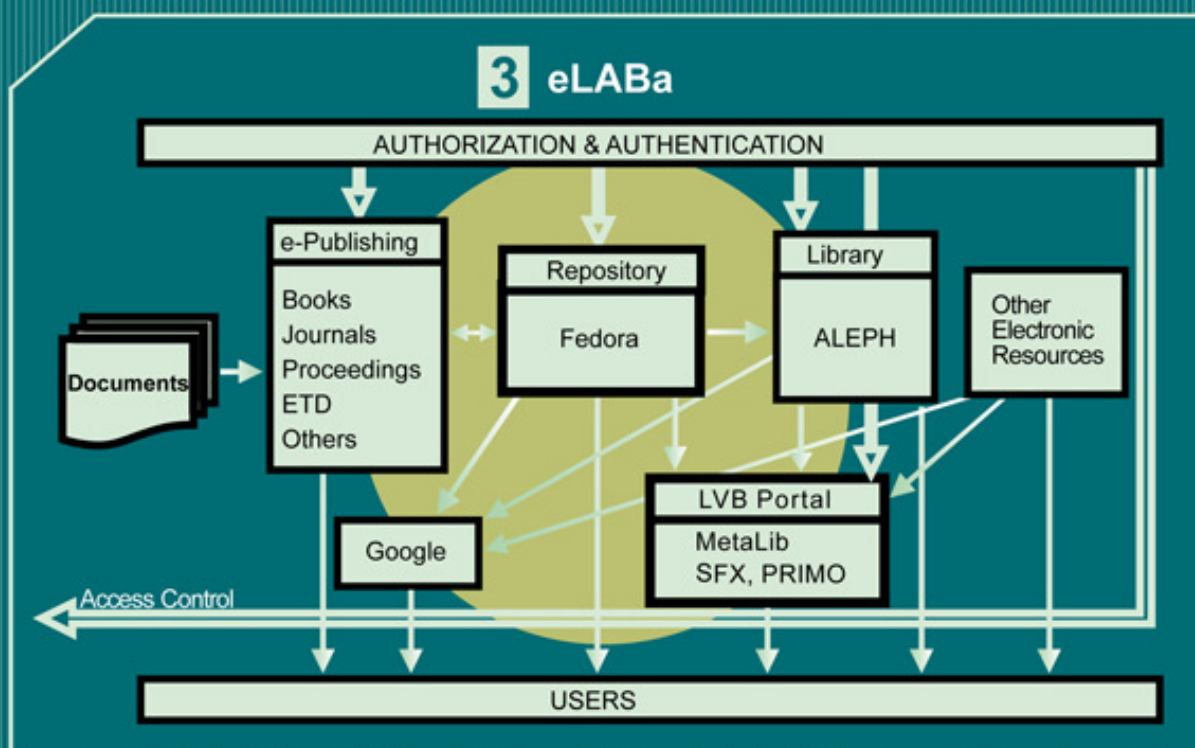 3 eLABa
AUTHORIZATION & AUTHENTICATION
e-Publishing
Books
Journals
Proceedings
ETD
Others
Repository
Fedora
Library
ALEPH
Other
Electronic
Resources
Documents
LVB Portal
MetaLib
SFX, PRIMO
Google
Access Control
USERS